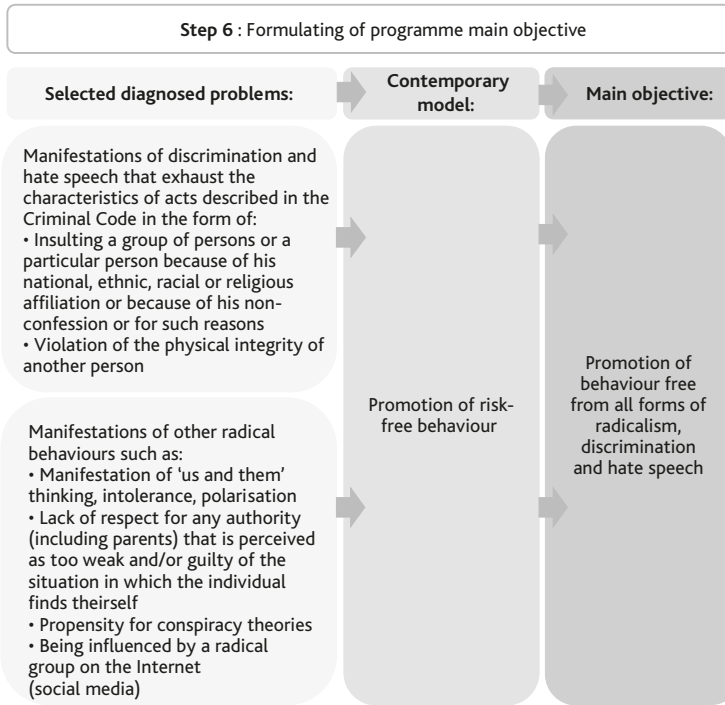 Step 6 : Formulating of programme main objective
Selected diagnosed problems:
Contemporary
model:
Main objective:
Manifestations of discrimination and
hate speech that exhaust the
characteristics of acts described in the
Criminal Code in the form of:
• Insulting a group of persons or a
particular person because of his
national, ethnic, racial or religious
affiliation or because of his non-
confession or for such reasons
• Violation of the physical integrity of
another person
Manifestations of other radical
behaviours such as:
• Manifestation of ‘us and them’
thinking, intolerance, polarisation
• Lack of respect for any authority
(including parents) that is perceived
as too weak and/or guilty of the
situation in which the individual
finds theirself
• Propensity for conspiracy theories
• Being influenced by a radical
group on the Internet
(social media)
Promotion of risk-
free behaviour
Promotion of
behaviour free
from all forms of
radicalism,
discrimination
and hate speech